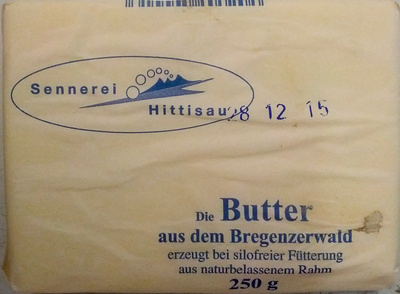 Sennerei
Hittisau
28 12 15
Die Butter
aus dem Bregenzerwald
erzeugt bei silofreier Fütterung
aus naturbelassenem Rahm
250 g